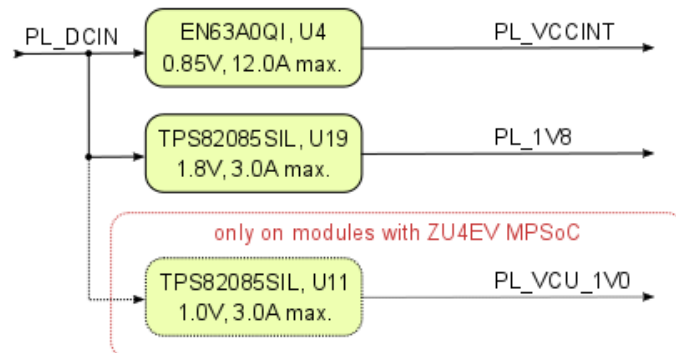 PL_DCIN
EN63A0QI, U4
0.85V, 12.0A max.
PL_VCCINT
TPS82085SIL, U19
1.8V, 3.0A max.
PL_1V8
only on modules with ZU4EV MPSoC
TPS82085SIL, U11
1.0V, 3.0A max.
PL_VCU_1V0